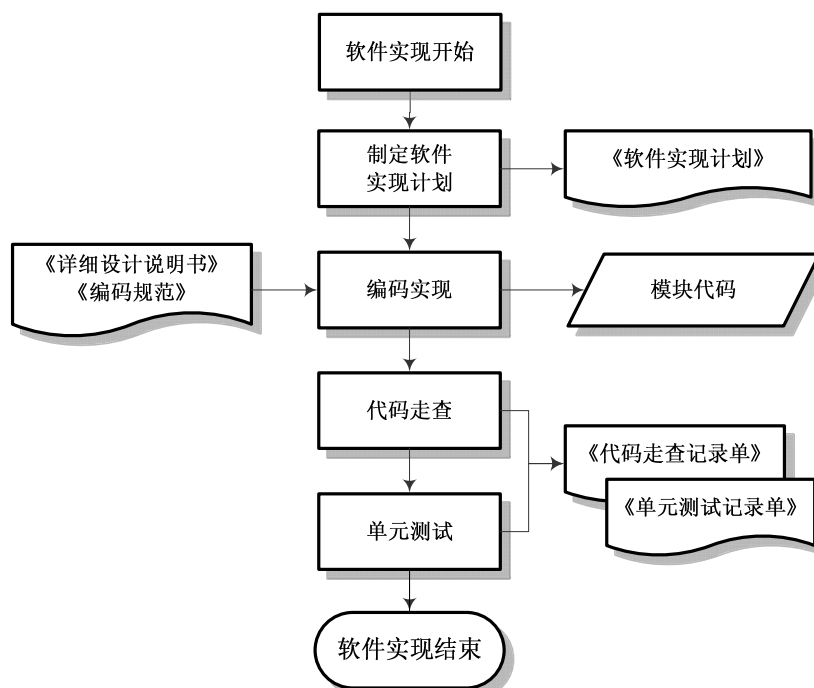 软件实现开始
制定软件
实现计划
《软件实现计划》
《详细设计说明书》
《编码规范》
编码实现
模块代码
代码走查
《代码走查记录单》
《单元测试记录单》
单元测试
软件实现结束